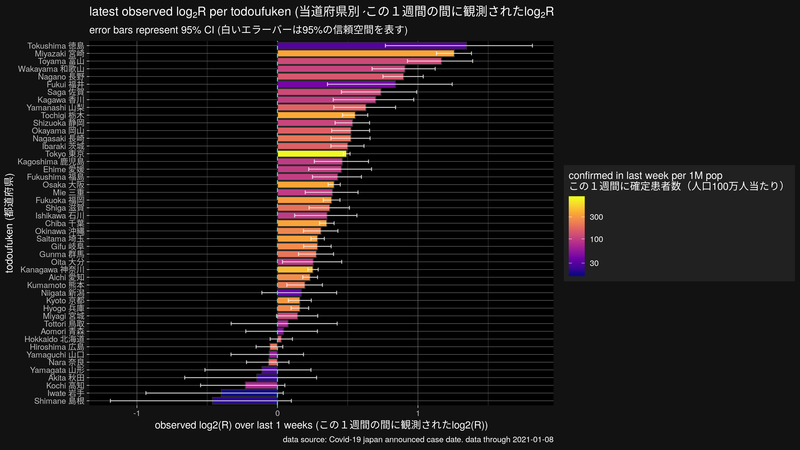 latest observed log₂R per todoufuken (当道府県別･この１週間の間に観測されたlog₂R
error bars represent 95% CI (白いエラーバーは95%の信頼空間を表す)
Tokushima 徳島
Miyazaki 宮崎
Toyama 富山
Wakayama 和歌山
Nagano 長野
Fukui 福井
Saga 佐賀
Kagawa 香川
Yamanashi 山梨
Tochigi 栃木
Shizuoka 静岡
Okayama 岡山
Nagasaki 長崎
Ibaraki 茨城
Tokyo 東京
Kagoshima 鹿児島
Ehime 愛媛
Fukushima 福島
Osaka 大阪
Mie 三重
Fukuoka 福岡
Shiga 滋賀
Ishikawa 石川
Chiba 千葉
Okinawa 沖縄
Saitama 埼玉
Gifu 岐阜
Gunma 群馬
Oita 大分
Kanagawa 神奈川
Aichi 愛知
Kumamoto 熊本
Niigata 新潟
Kyoto 京都
Hyogo 兵庫
Miyagi 宮城
Tottori 鳥取
Aomori 青森
Hokkaido 北海道
Hiroshima 広島
Yamaguchi 山口
Nara 奈良
Yamagata 山形
Akita 秋田
Kochi 高知
Iwate 岩手
Shimane 島根
todoufuken (都道府県)
-1 0 1
observed log2(R) over last 1 weeks (この１週間の間に観測されたlog2(R))
data source: Covid-19 japan announced case date. data through 2021-01-08
confirmed in last week per 1M pop
この１週間に確定患者数（人口100万人当たり）
300
100
30